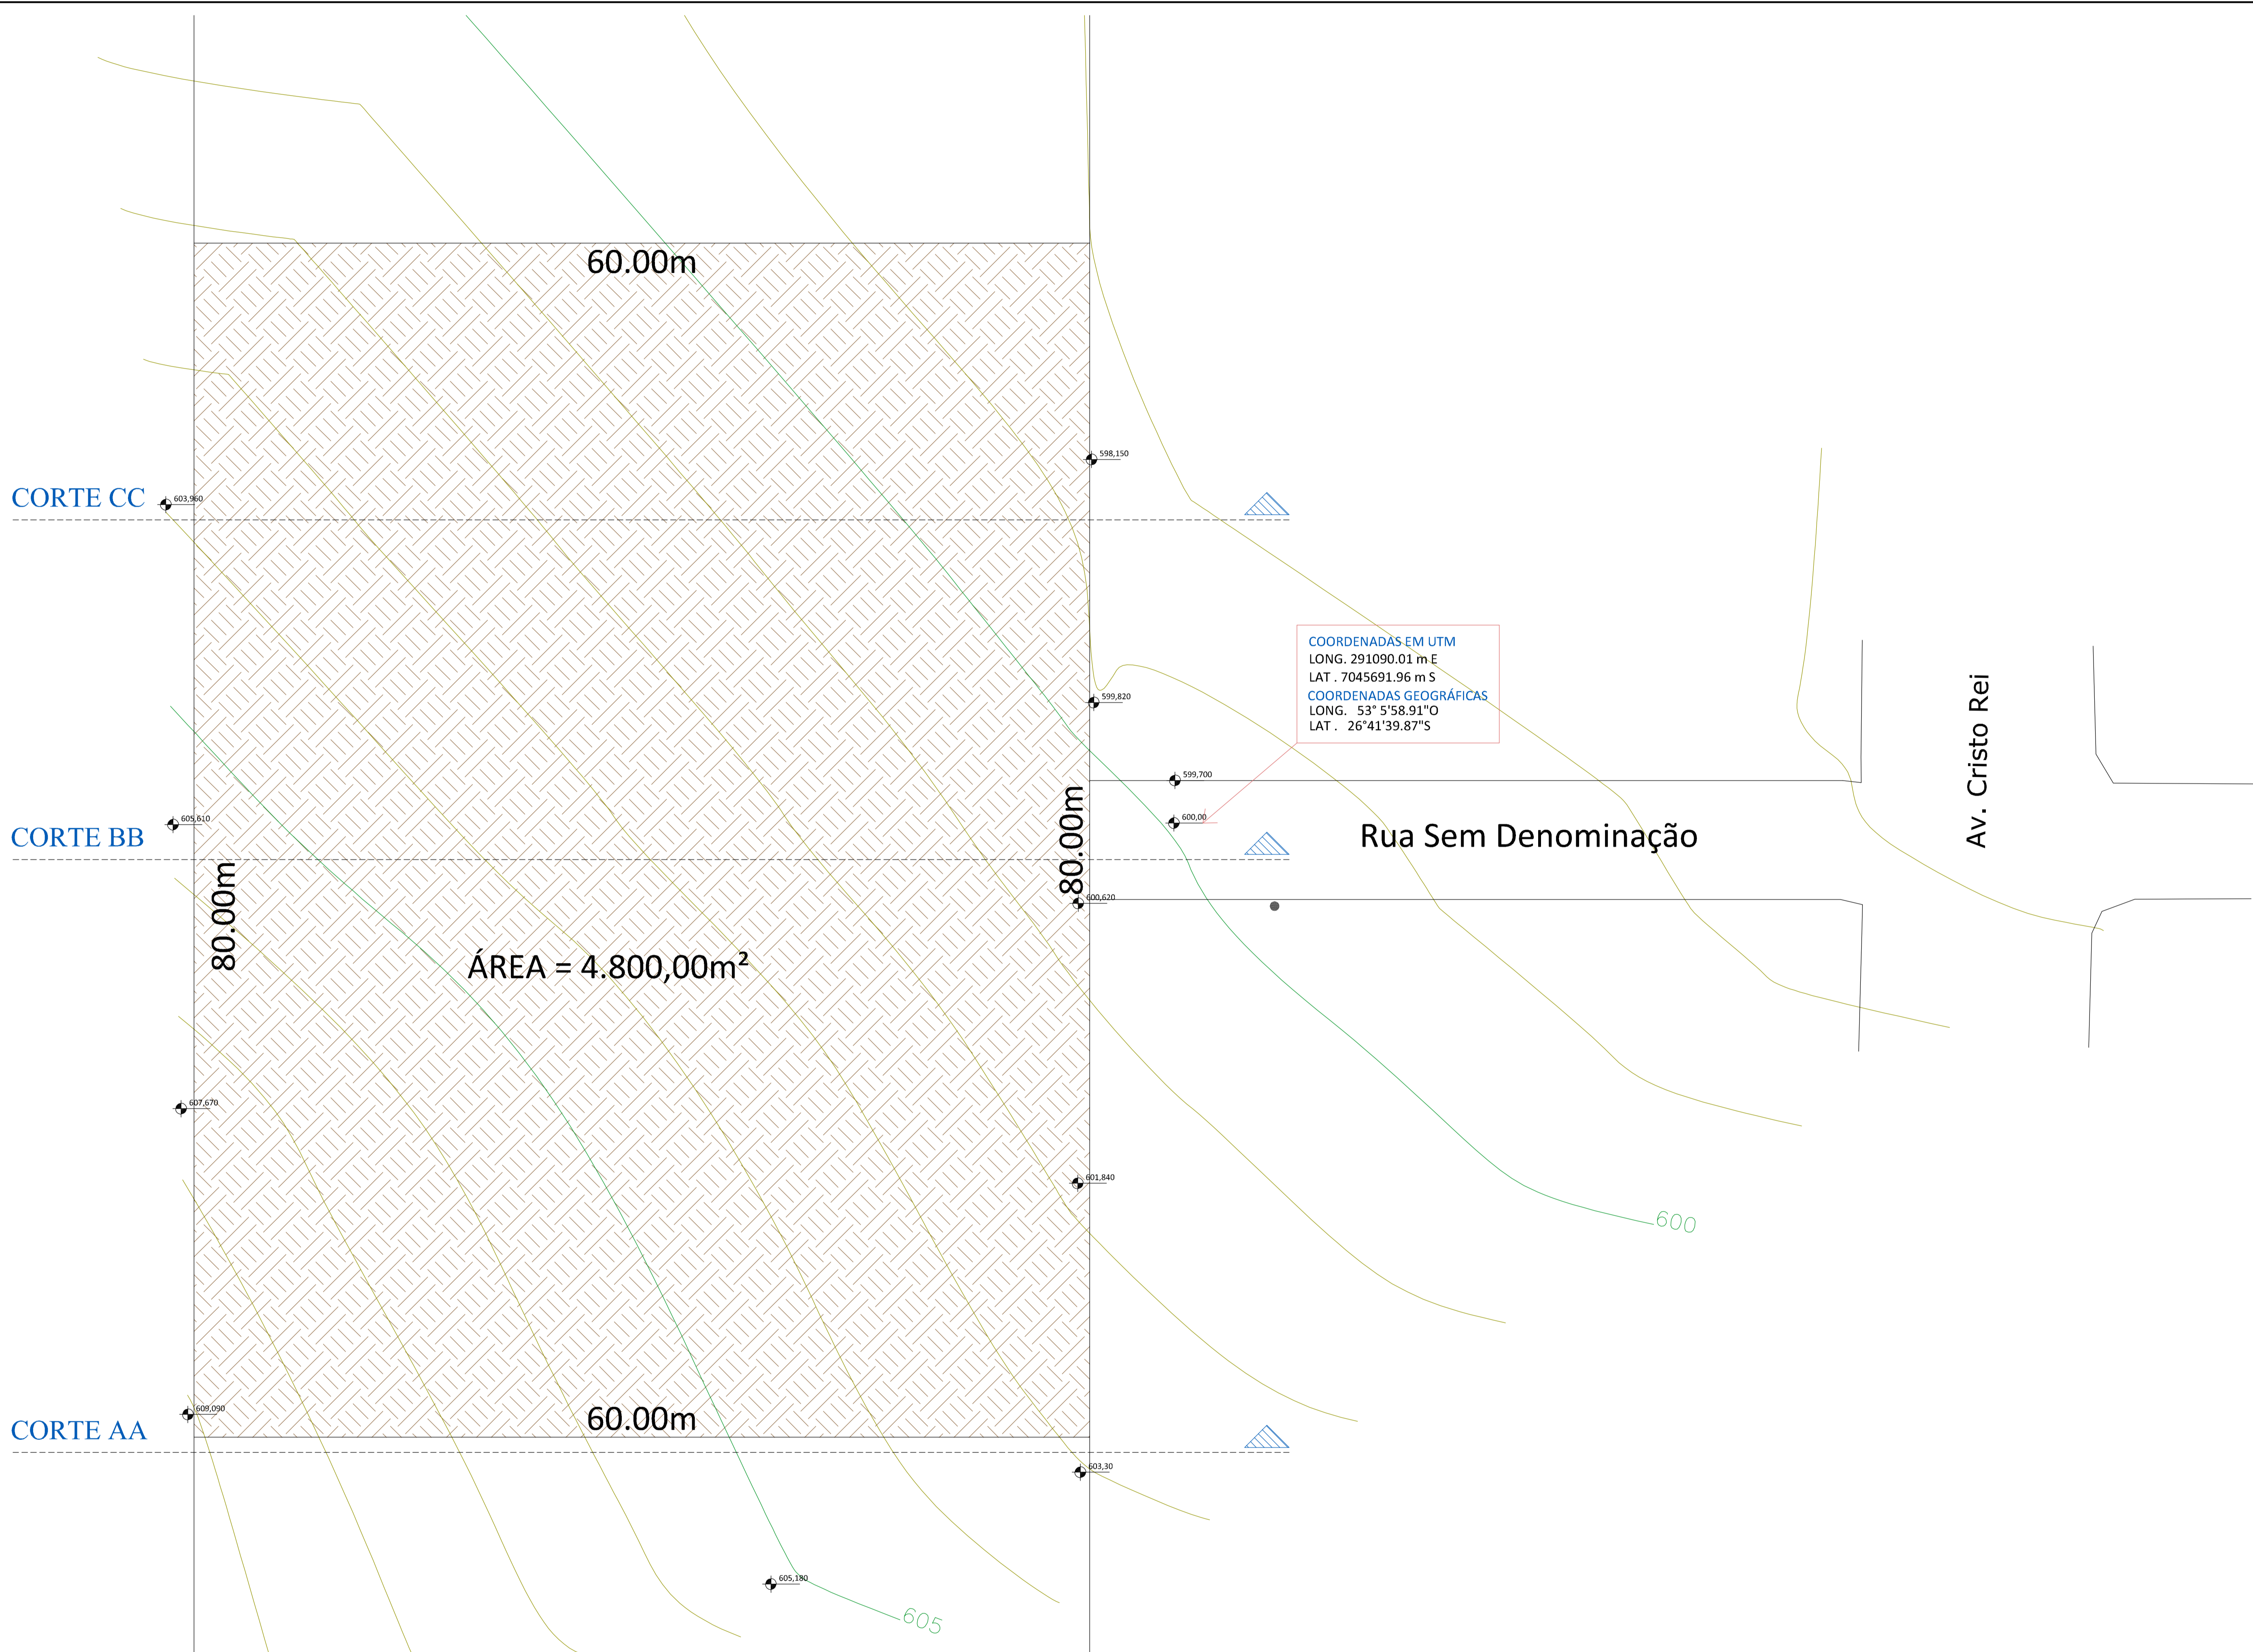 60.00m
598,150
CORTE CC
603,960
COORDENADAS EM UTM
LONG. 291090.01 m E
LAT . 7045691.96 m S
COORDENADAS GEOGRÁFICAS
LONG. 53° 5'58.91"O
LAT . 26°41'39.87"S
599,820
Av. Cristo Rei
599,700
600,00
605,610
CORTE BB
Rua Sem Denominação
80.00m
80.00m
600,620
ÁREA = 4.800,00m²
607,670
601,840
600
609,090
60.00m
CORTE AA
603,30
605,180
605